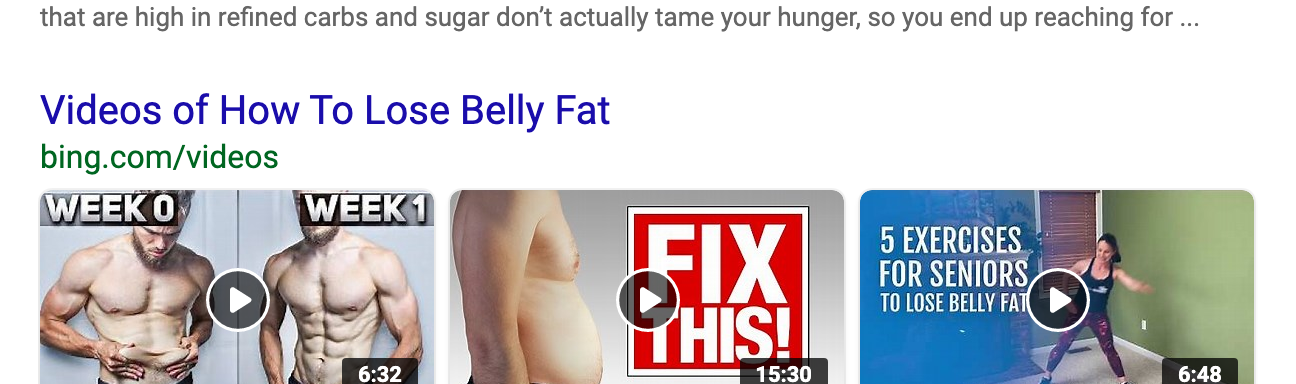 that are high in refined carbs and sugar don’t actually tame your hunger, so you end up reaching for ...
Videos of How To Lose Belly Fat
bing.com/videos
WEEK 0
WEEK 1
6:32
FIX
THIS!
15:30
5 EXERCISES
FOR SENIORS
TO LOSE BELLY FAT
6:48